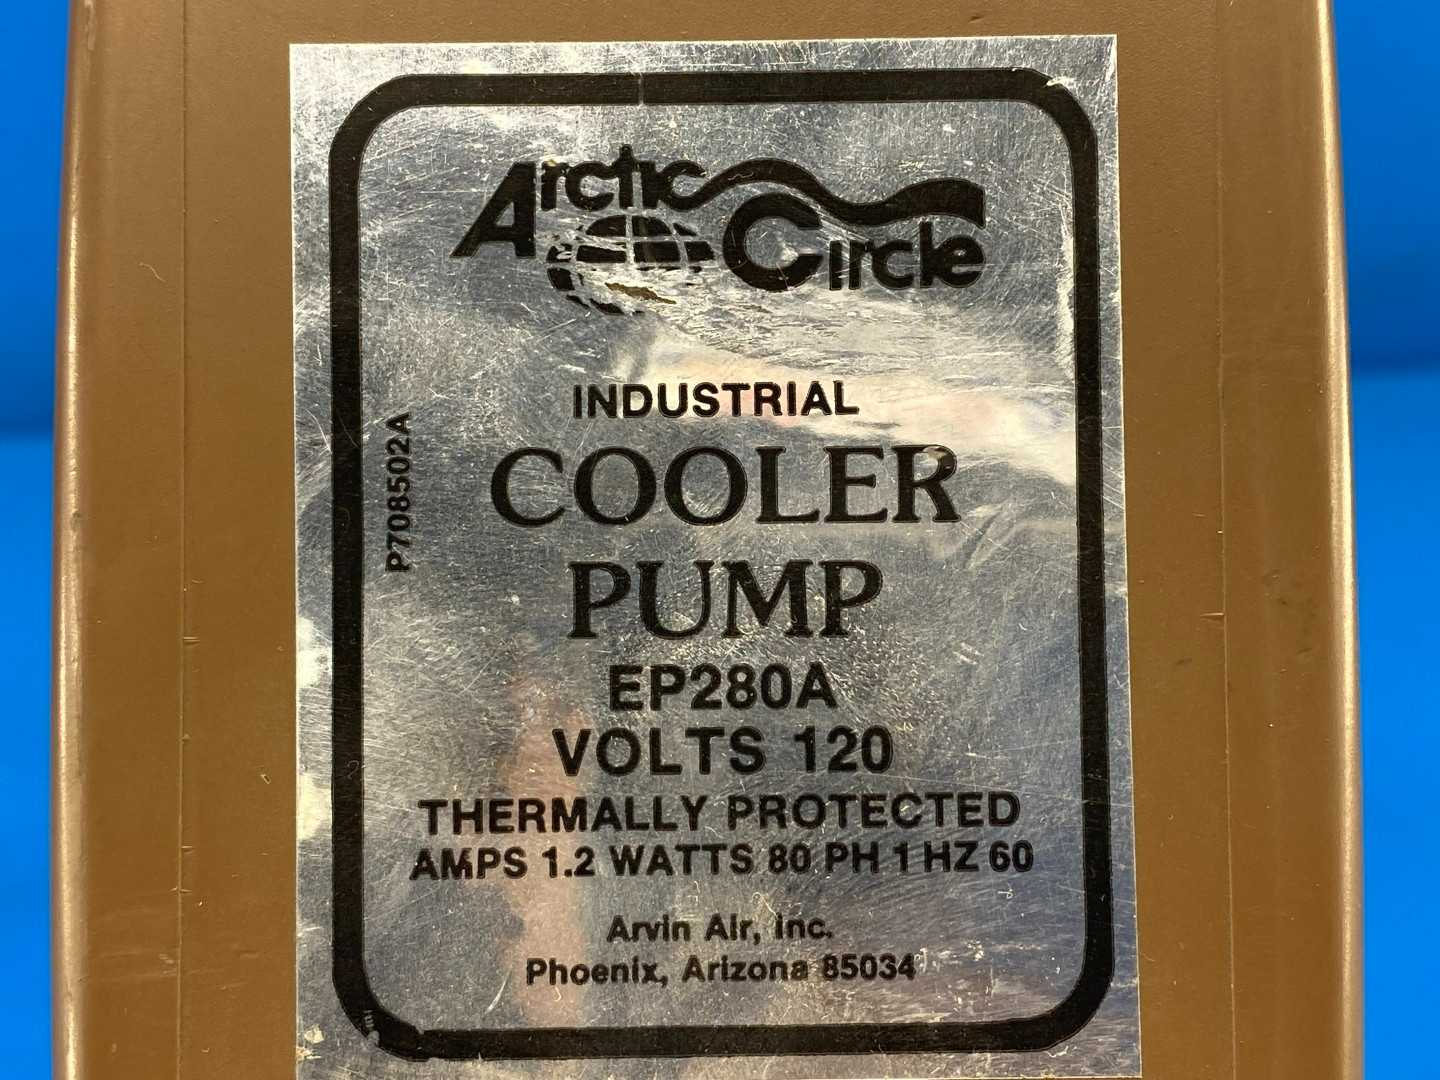 Arctic
Circle
INDUSTRIAL
COOLER
PUMP
EP280A
VOLTS 120
THERMALLY PROTECTED
AMPS 1.2 WATTS 80 PH 1 HZ 60
Arvin Air, Inc.
Phoenix, Arizona 85034
P708502A